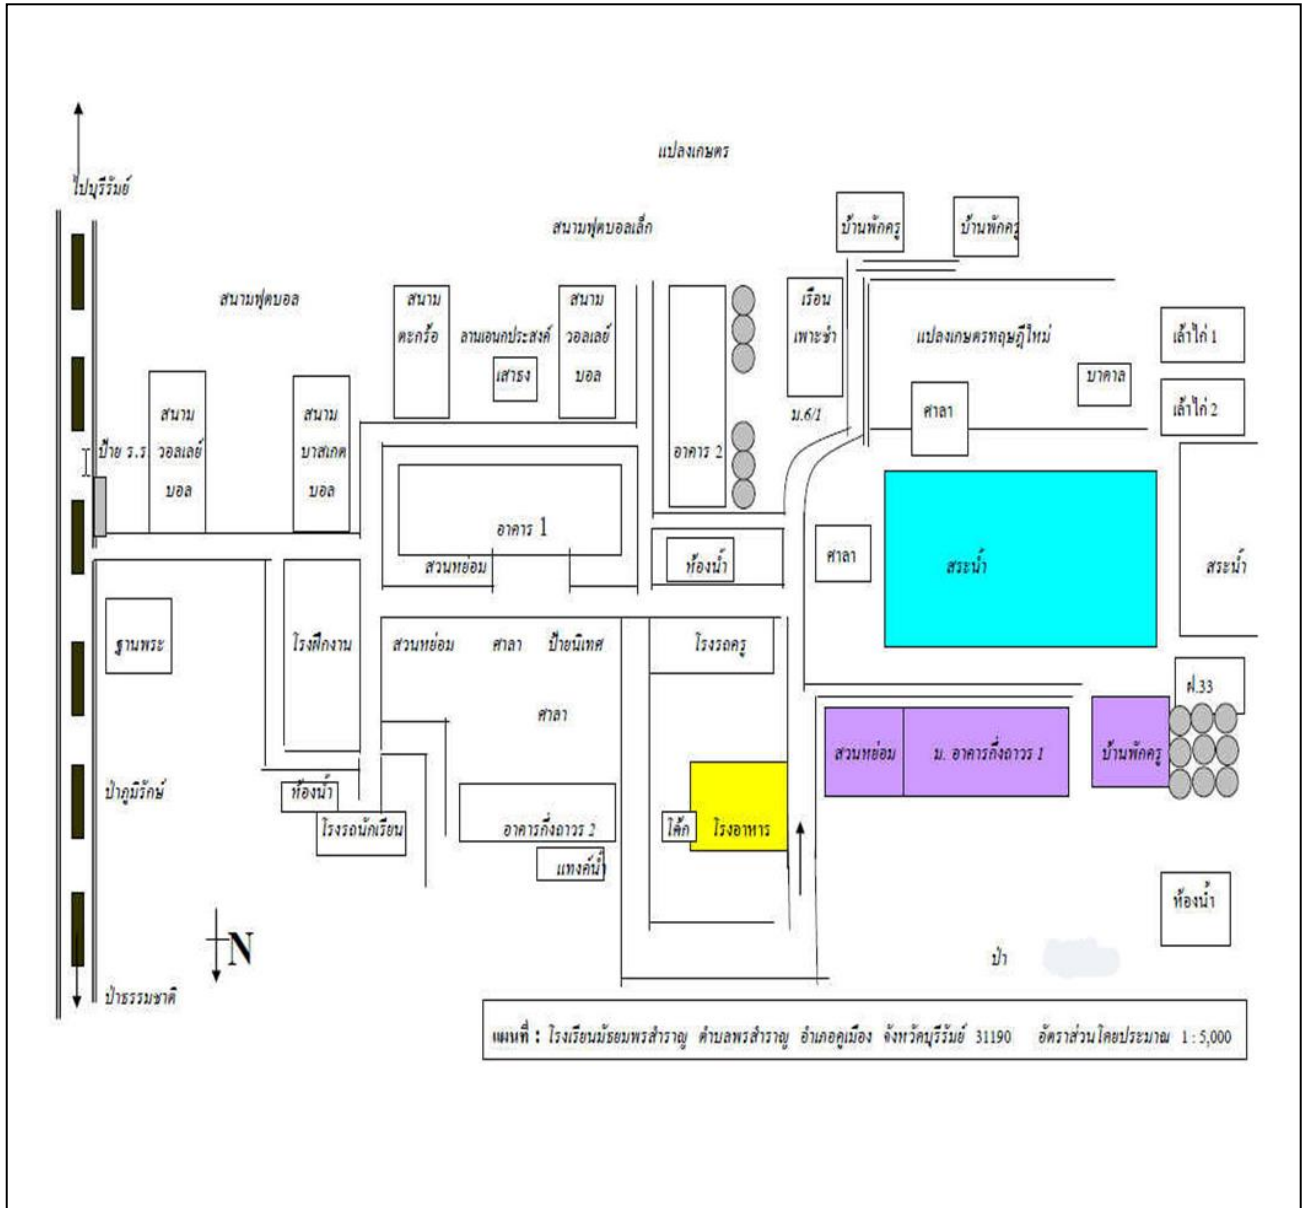 แปลงเกษตร
ไปบุรีรัมย์
สนามฟุตบอลเล็ก
บ้านพักครู
บ้านพักครู
สนามฟุตบอล
สนาม
ตะกร้อ
ลานเอนกประสงค์
เสาธง
สนาม
วอลเลย์
บอล
เรือน
เพาะชำ
ม.6/1
แปลงเกษตรทฤษฎีใหม่
เล้าไก่ 1
บาดาล
เล้าไก่ 2
ศาลา
ป้าย ร.ร.
สนาม
วอลเลย์
บอล
สนาม
บาสเกต
บอล
อาคาร 2
อาคาร 1
สวนหย่อม
ห้องน้ำ
ศาลา
สระน้ำ
สระน้ำ
ฐานพระ
โรงฝึกงาน
สวนหย่อม
ศาลา
ป้ายนิเทศ
โรงรถครู
ศาลา
ฝ.33
สวนหย่อม
ม. อาคารกึ่งถาวร 1
บ้านพักครู
ป่าภูมิรักษ์
ห้องน้ำ
โรงรถนักเรียน
อาคารกึ่งถาวร 2
แทงค์น้ำ
โค้ก
โรงอาหาร
ห้องน้ำ
N
ป่า
ป่าธรรมชาติ
แผนที่ : โรงเรียนมัธยมพรสำราญ ตำบลพรสำราญ อำเภอคูเมือง จังหวัดบุรีรัมย์ 31190 อัตราส่วนโดยประมาณ 1 : 5,000